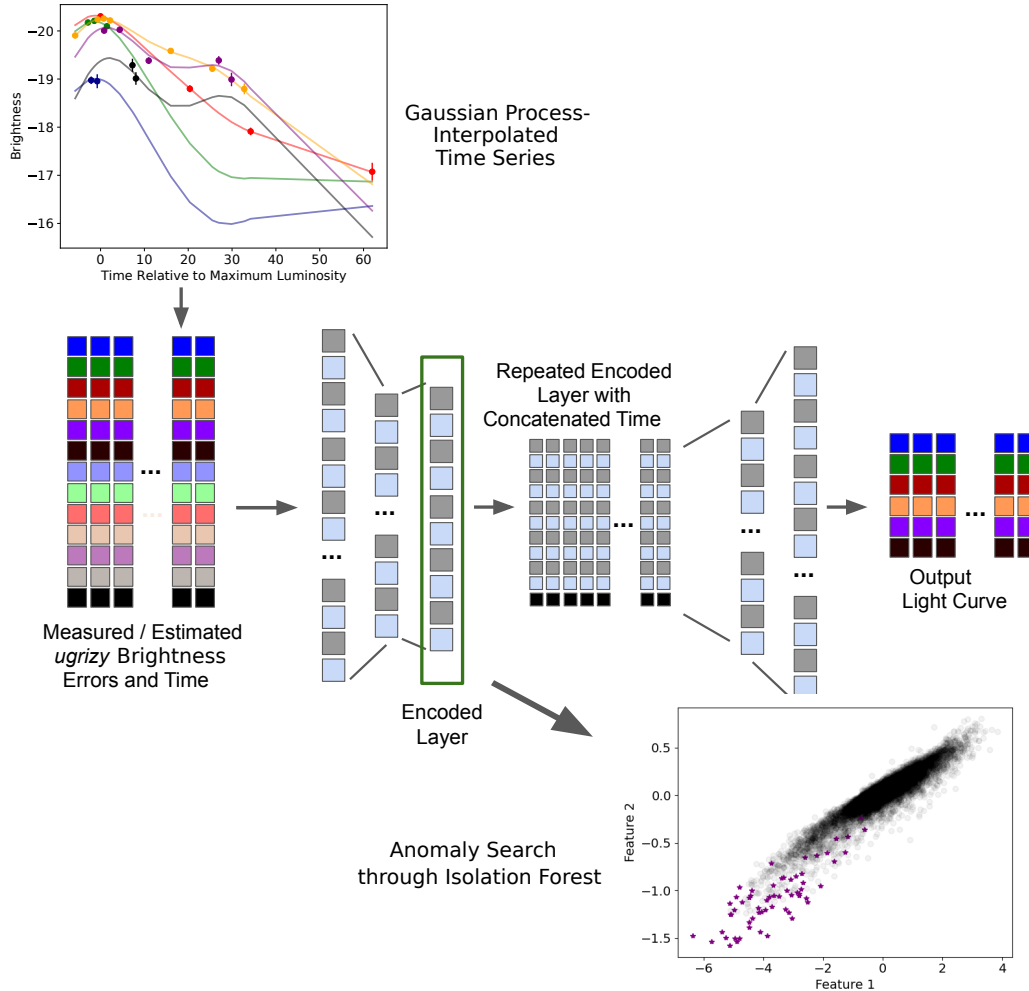 −20
−19
−18
−17
−16
Brightness
0 10 20 30 40 50 60
Time Relative to Maximum Luminosity
Gaussian Process-
Interpolated
Time Series
...
...
Measured / Estimated
ugrizy Brightness
Errors and Time
...
...
Encoded
Layer
Repeated Encoded
Layer with
Concatenated Time
...
...
...
...
Output
Light Curve
Anomaly Search
through Isolation Forest
0.5
0.0
−0.5
−1.0
−1.5
Feature 2
−6 −4 −2 0 2 4
Feature 1